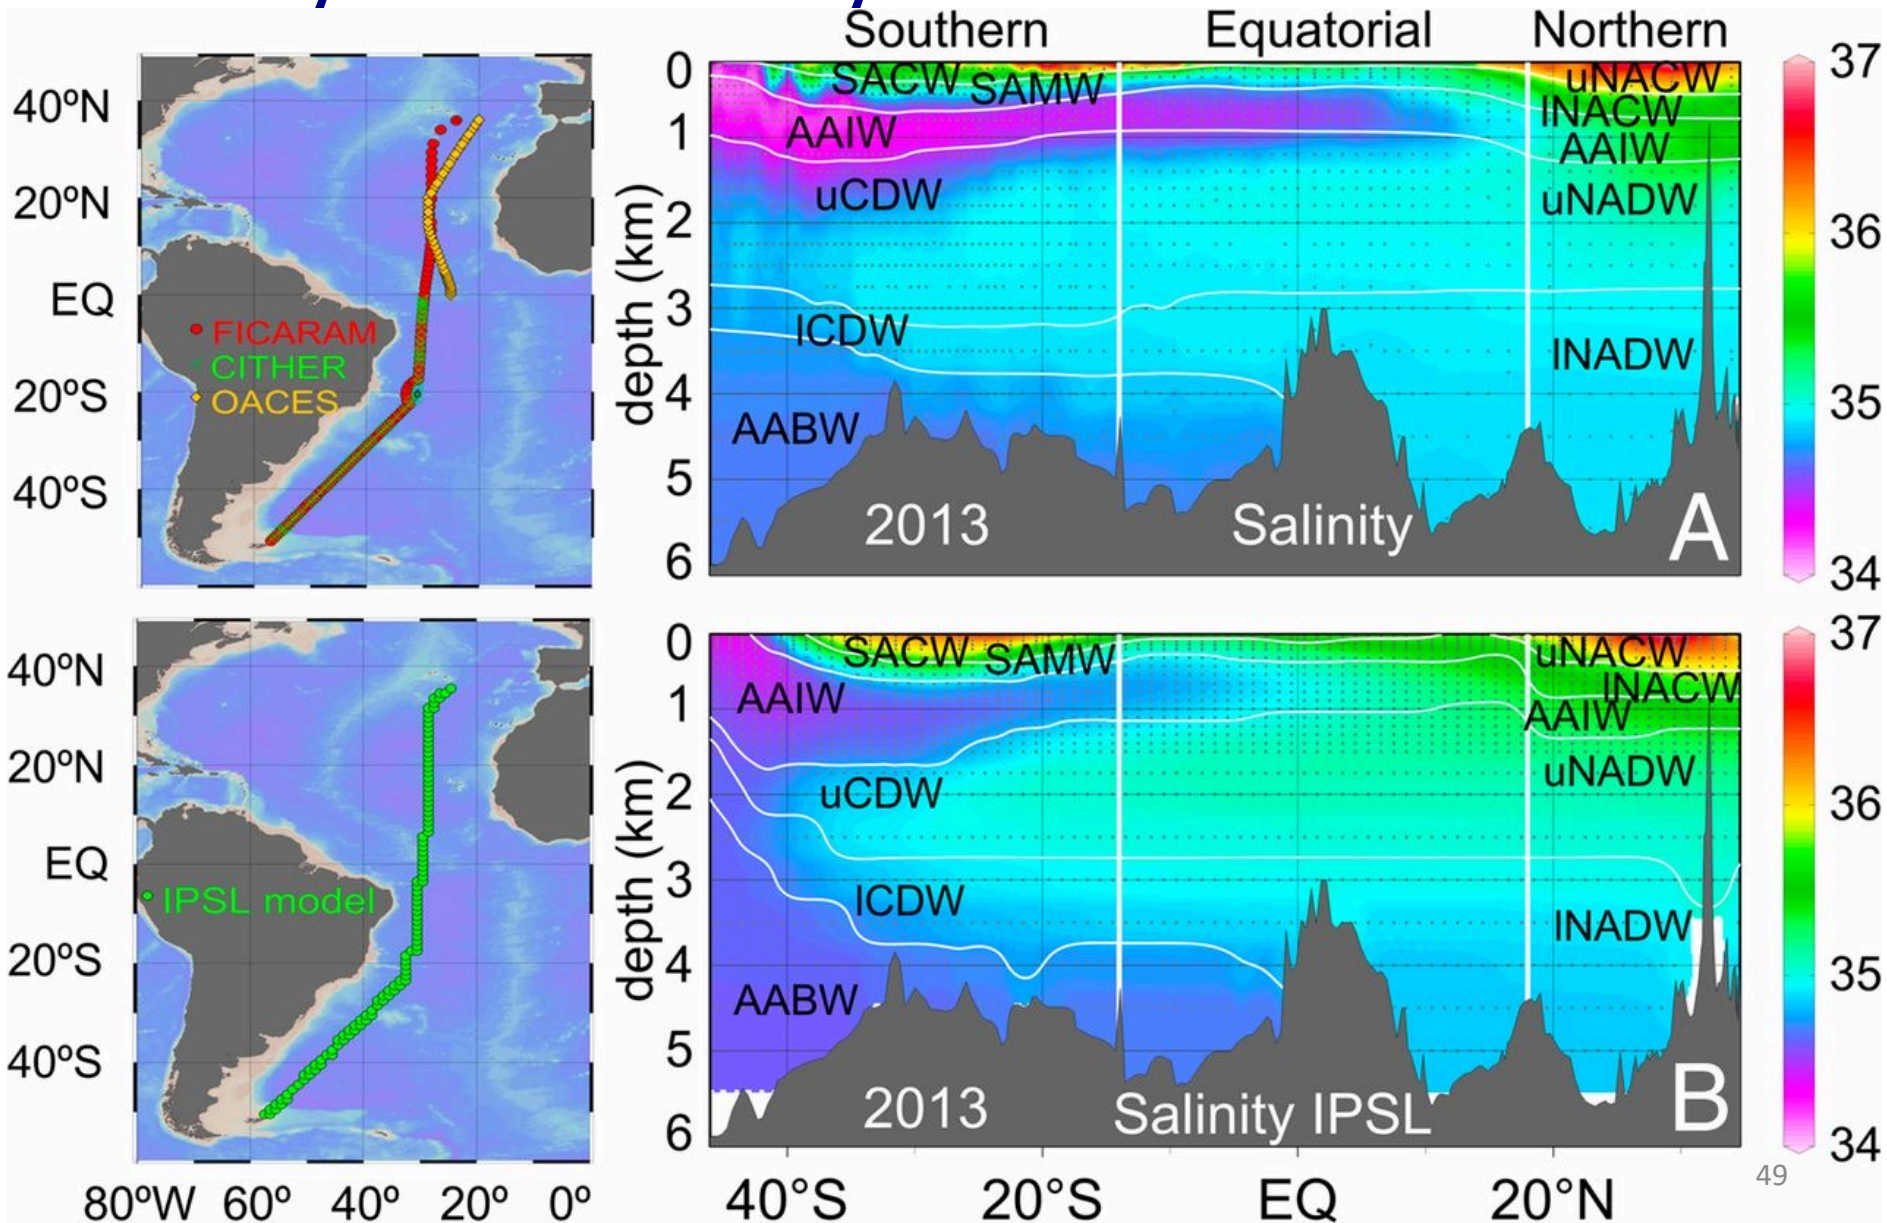 Southern Equatorial Northern
40ºN
20ºN
EQ
20ºS
40ºS
FICARAM
CITHER
OACES
depth (km)
0
1
2
3
4
5
6
SACW SAMW
AAIW
uCDW
lCDW
AABW
uNACW
lNACW
AAIW
uNADW
lNADW
2013 Salinity A
37
36
35
34
40ºN
20ºN
EQ
20ºS
40ºS
IPSL model
80ºW 60º 40º 20º 0º
depth (km)
0
1
2
3
4
5
6
SACW SAMW
AAIW
uCDW
lCDW
AABW
uNACW
lNACW
AAIW
uNADW
lNADW
2013 Salinity IPSL B
40ºS 20ºS EQ 20ºN
37
36
35
34
49